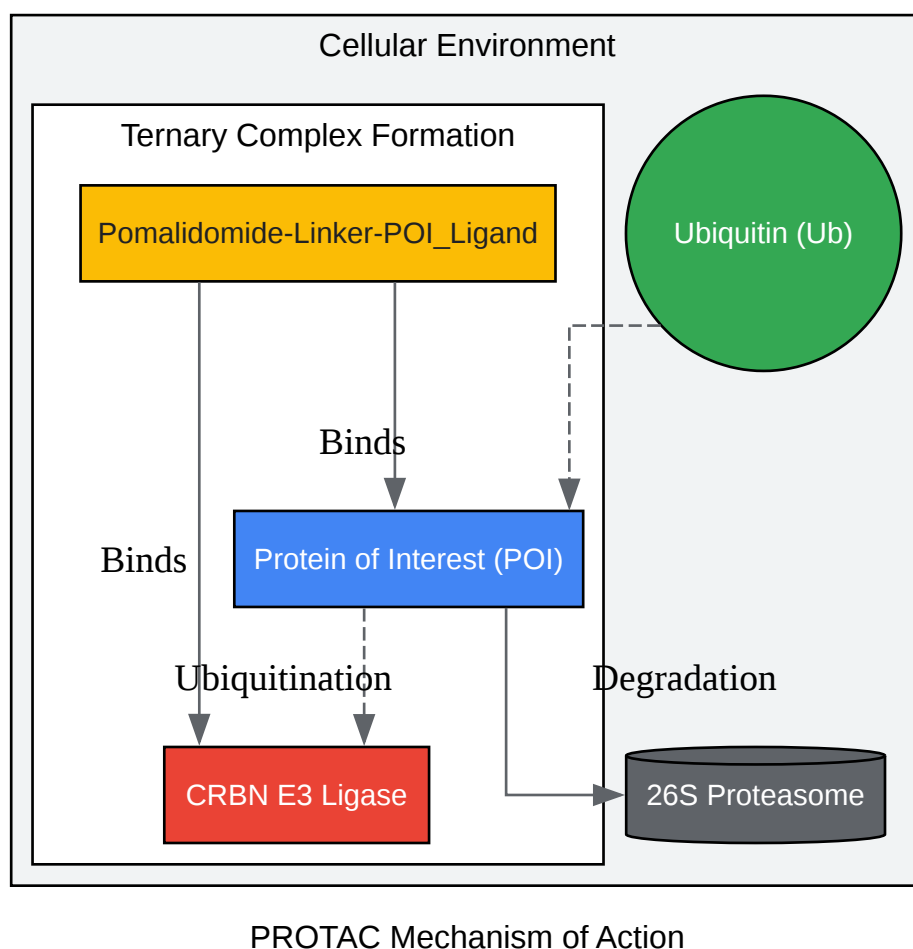 Cellular Environment
Ternary Complex Formation
Pomalidomide-Linker-POI_Ligand
Ubiquitin (Ub)
Binds
Protein of Interest (POI)
Binds
Ubiquitination
Degradation
CRBN E3 Ligase
26S Proteasome
PROTAC Mechanism of Action